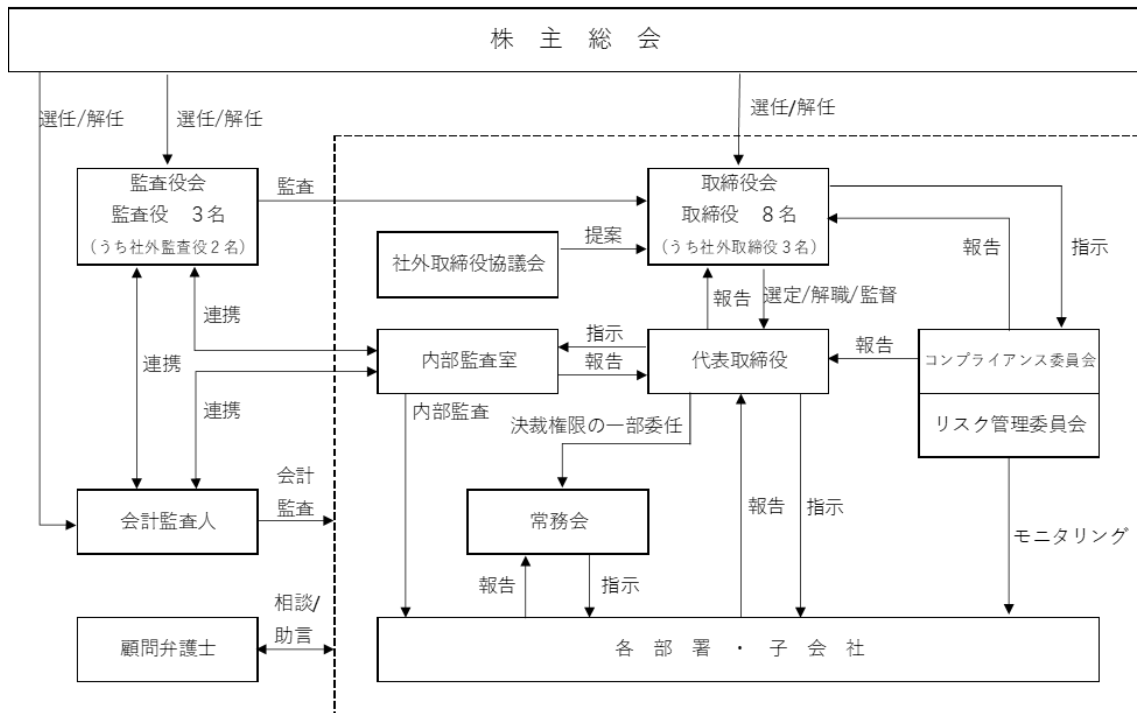 株 主 総 会
選任/解任
選任/解任
選任/解任
監査役会
監査役 3名
(うち社外監査役2名)
監査
取締役会
取締役 8名
(うち社外取締役3名)
社外取締役協議会
提案
報告
指示
報告
選定/解職/監督
連携
連携
連携
内部監査室
指示
報告
代表取締役
報告
コンプライアンス委員会
リスク管理委員会
内部監査
決裁権限の一部委任
会計監査人
会計
監査
常務会
報告
指示
モニタリング
報告
指示
顧問弁護士
相談/
助言
各 部 署 ・ 子 会 社